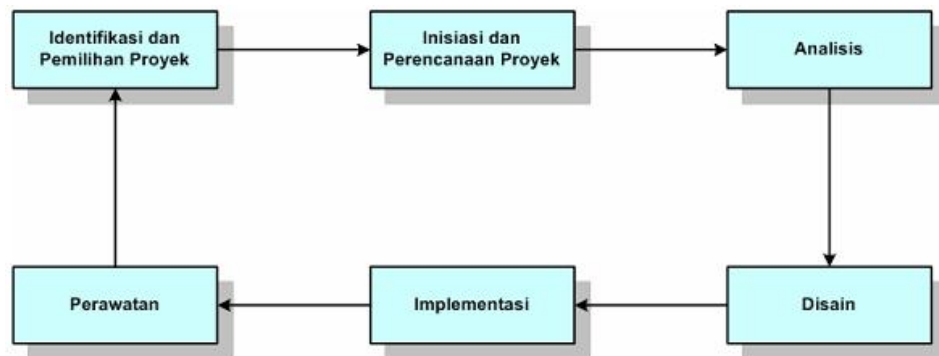 Identifikasi dan
Pemilihan Proyek
Inisiasi dan
Perencanaan Proyek
Analisis
Disain
Implementasi
Perawatan